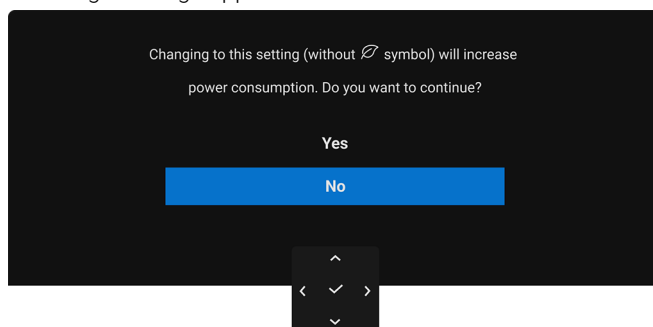 Changing to this setting (without symbol) will increase
power consumption. Do you want to continue?
Yes
No